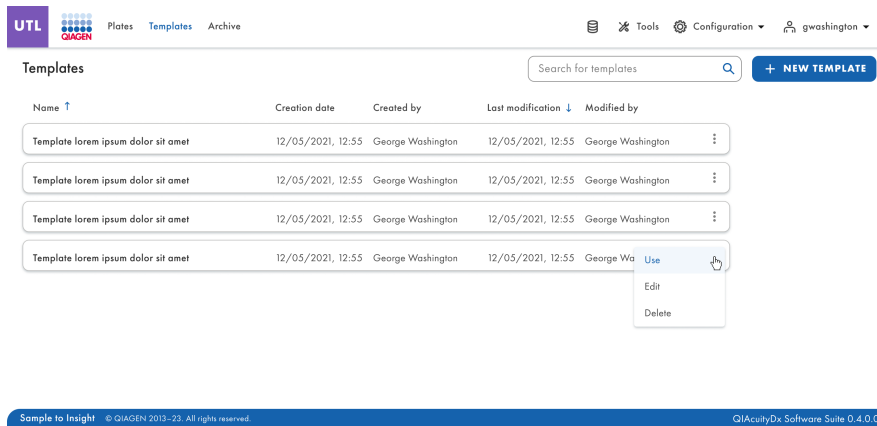 UTL QIAGEN Plates Templates Archive Tools Configuration gwashington
Templates Search for templates + NEW TEMPLATE
Name ↑ Creation date Created by Last modification ↓ Modified by
Template lorem ipsum dolor sit amet 12/05/2021, 12:55 George Washington 12/05/2021, 12:55 George Washington
Template lorem ipsum dolor sit amet 12/05/2021, 12:55 George Washington 12/05/2021, 12:55 George Washington
Template lorem ipsum dolor sit amet 12/05/2021, 12:55 George Washington 12/05/2021, 12:55 George Washington
Template lorem ipsum dolor sit amet 12/05/2021, 12:55 George Washington 12/05/2021, 12:55 George Wa
Use
Edit
Delete
Sample to Insight © QIAGEN 2013–23. All rights reserved. QIAcuityDx Software Suite 0.4.0.0